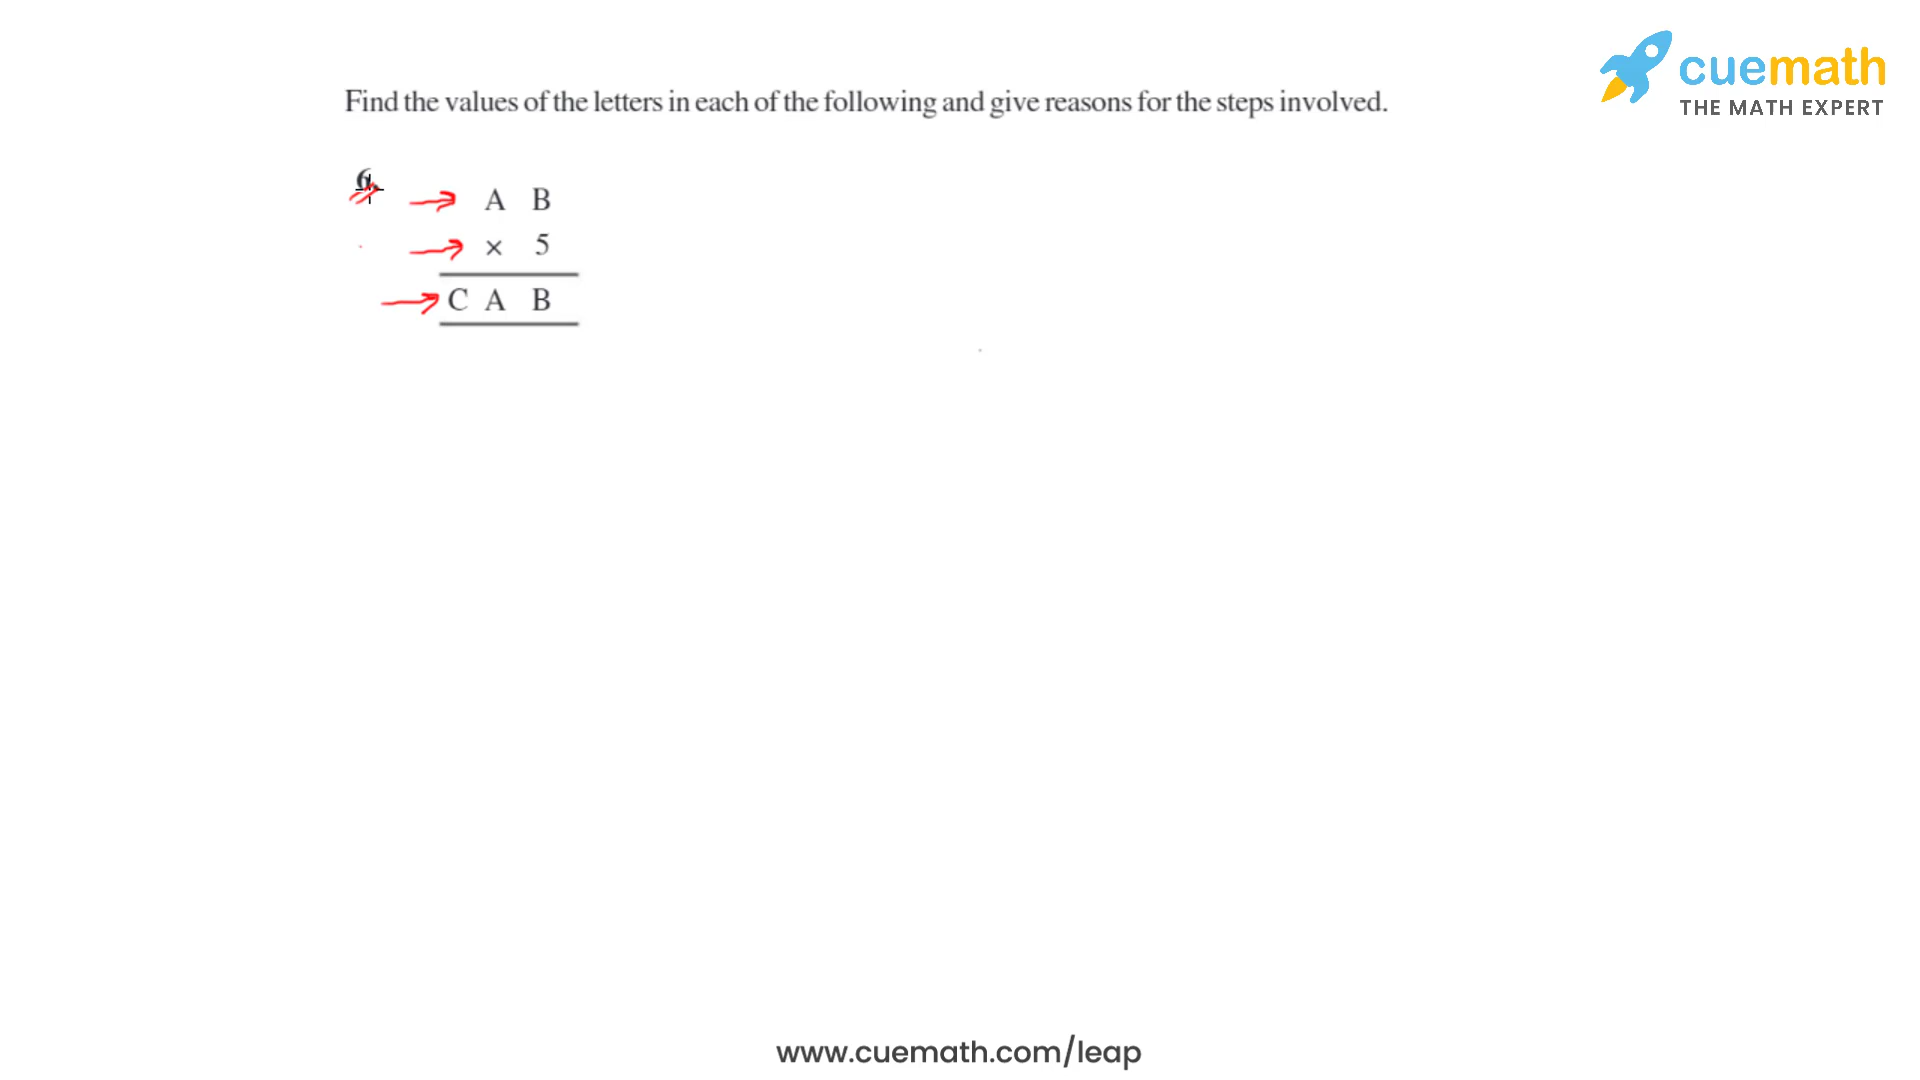 cuemath
THE MATH EXPERT
Find the values of the letters in each of the following and give reasons for the steps involved.
6.
A B
× 5
C A B
www.cuemath.com/leap